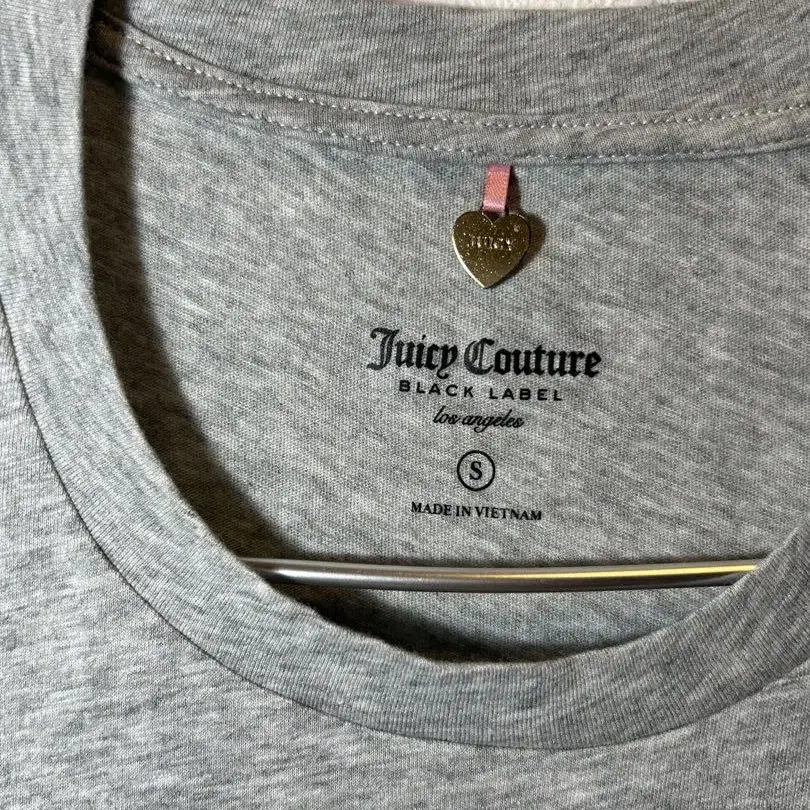 JUICY
Juicy Couture
BLACK LABEL
los angeles
S
MADE IN VIETNAM